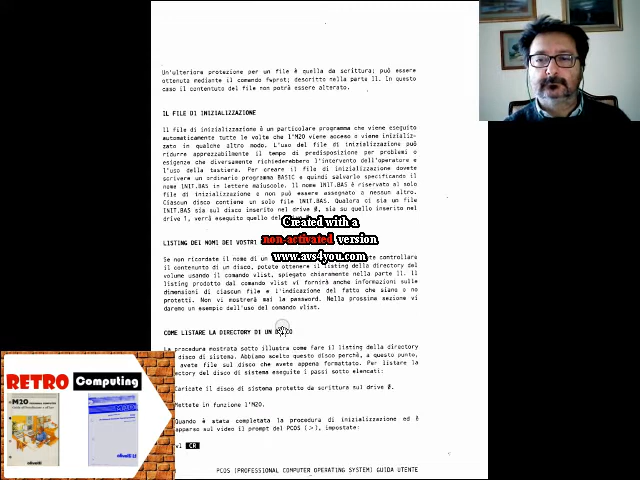 Un'ulteriore protezione per un file è quella da scrittura; può essere
ottenuta mediante il comando fwprot; descritto nella parte II. In questo
caso il contentuto del file non potrà essere alterato.
IL FILE DI INIZIALIZZAZIONE
Il file di inizializzazione è un particolare programma che viene eseguito
automaticamente tutte le volte che l'M20 viene acceso o viene inizializ-
zato in qualche altro modo. L'uso del file di inizializzazione può
ridurre apprezzabilmente il tempo di predisposizione per problemi o
esigenze che diversamente richiederebbero l'intervento dell'operatore e
l'uso della tastiera. Per creare il file di inizializzazione dovete
scrivere un ordinario programma BASIC e quindi salvarlo specificando il
nome INIT.BAS in lettere maiuscole. Il nome INIT.BAS è riservato al solo
file di inizializzazione e non può essere assegnato a nessun altro.
Ciascun disco contiene un solo file INIT.BAS. Qualora ci sia un file
INIT.BAS sia sul disco inserito nel drive 0, sia su quello inserito nel
drive 1, verrà eseguito quello del
Created with a
non-activated version
www.avs4you.com
LISTING DEI NOMI DEI VOSTRI
Se non ricordate il nome di un controllare
il contenunto di un disco, potete ottenere il listing della directory del
volume usando il comando vlist, spiegato chiaramente nella parte II. Il
listing prodotto dal comando vlist vi fornirà anche informazioni sulle
dimensioni di ciascun file e l'indicazione del fatto che siano o no
protetti. Non vi mostrerà mai la password. Nella prossima sezione vi
daremo un esempio dell'uso del comando vlist.
COME LISTARE LA DIRECTORY DI UN DISCO
La procedura mostrata sotto illustra come fare il listing della directory
disco di sistema. Abbiamo scelto questo disco perchè, a questo punto,
avete file sul disco che avete appena formattato. Per listare la
directory del disco di sistema eseguite i passi sotto elencati:
Caricate il disco di sistema protetto da scrittura sul drive 0.
Mettete in funzione l'M20.
Quando è stata completata la procedura di inizializzazione ed è
apparso sul video il prompt del PCOS (>), impostate:
vl CR
PCOS (PROFESSIONAL COMPUTER OPERATING SYSTEM) GUIDA UTENTE
RETRO Computing
M20
olivetti
olivetti